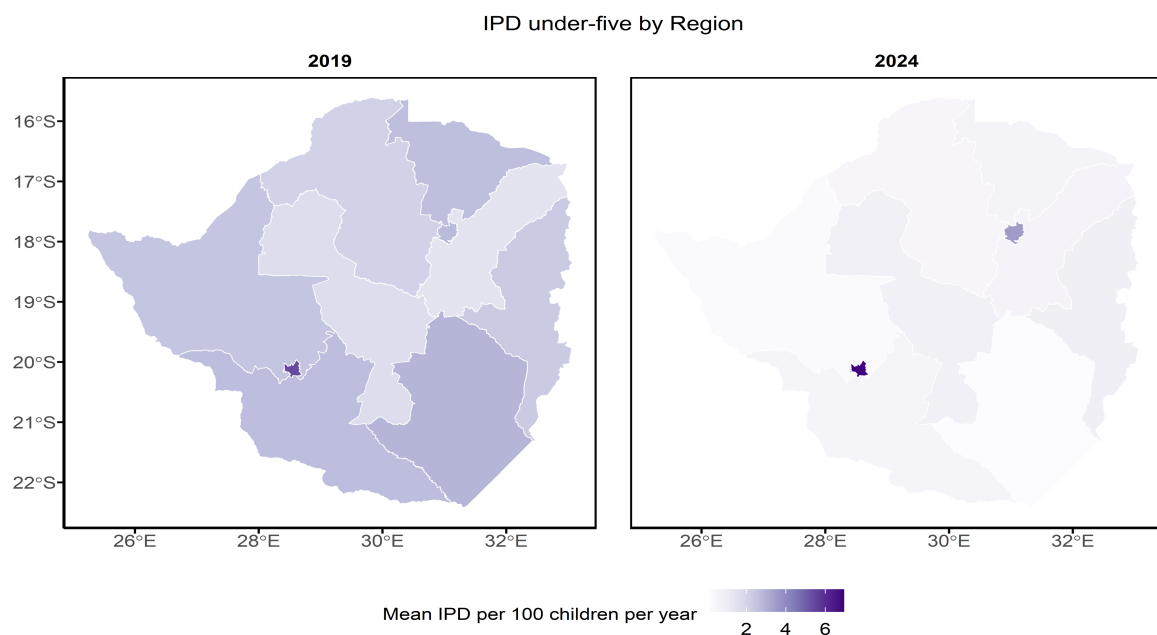 IPD under-five by Region
2019 2024
16°S
17°S
18°S
19°S
20°S
21°S
22°S
26°E 28°E 30°E 32°E 26°E 28°E 30°E 32°E
Mean IPD per 100 children per year
2 4 6